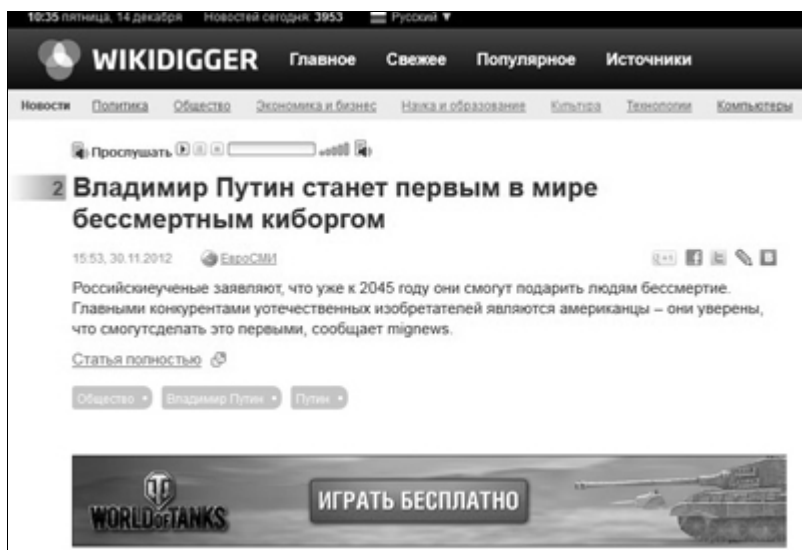 10:35 пятница, 14 декабря Новостей сегодня: 3953 Русский ▼
WIKIDIGGER Главное Свежее Популярное Источники
Новости Политика Общество Экономика и бизнес Наука и образование Культура Технологии Компьютеры
Прослушать
2 Владимир Путин станет первым в мире
бессмертным киборгом
15:53, 30.11.2012 ЕвроСМИ
Российскиеученые заявляют, что уже к 2045 году они смогут подарить людям бессмертие.
Главными конкурентами уотечественных изобретателей являются американцы – они уверены,
что смогутсделать это первыми, сообщает mignews.
Статья полностью
Общество Владимир Путин Путин
WORLD OF TANKS ИГРАТЬ БЕСПЛАТНО